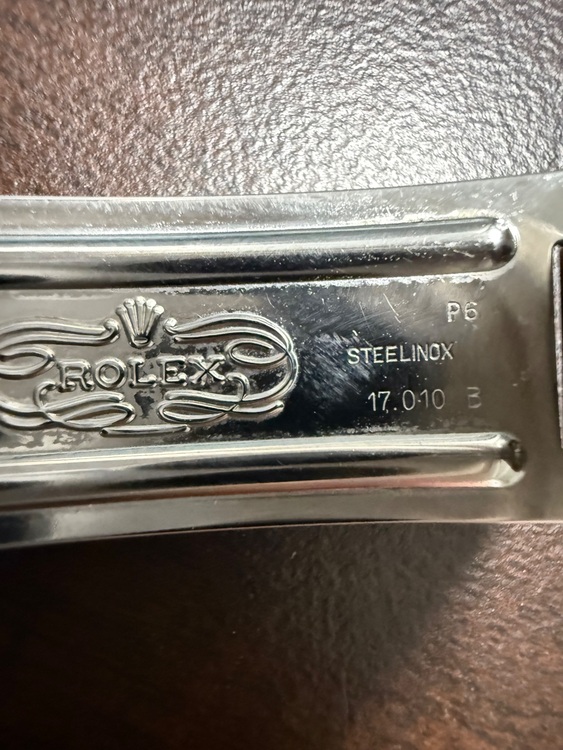 ROLEX
P6
STEELINOX
17.010 B